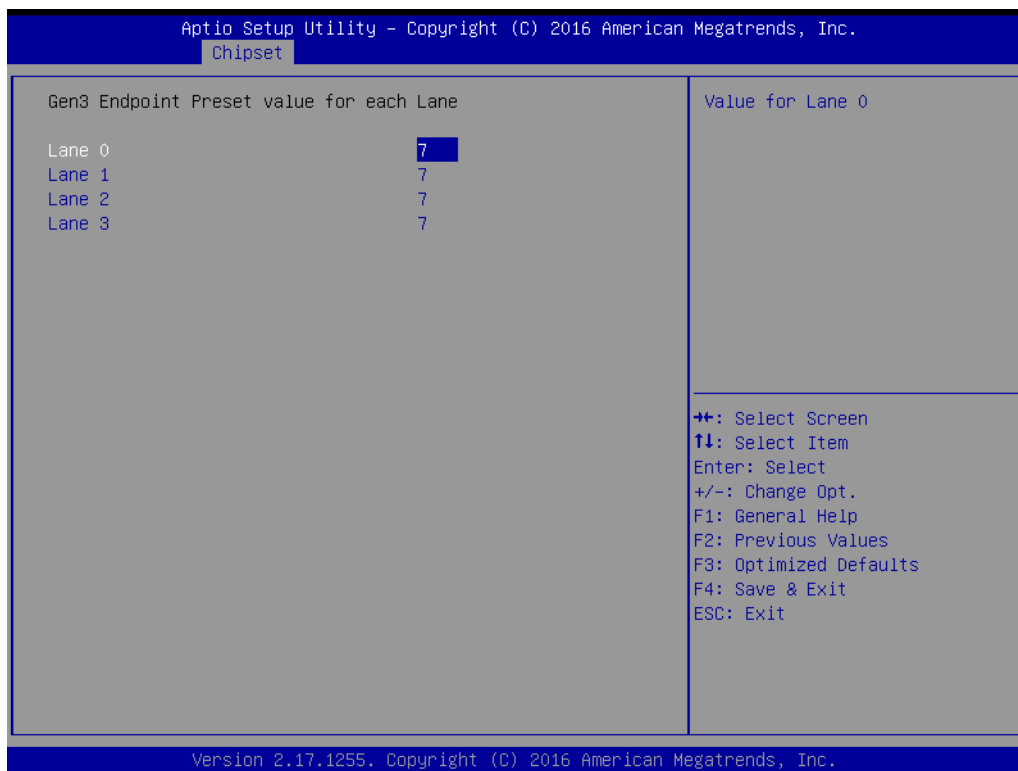 Aptio Setup Utility – Copyright (C) 2016 American Megatrends, Inc.
Chipset
Gen3 Endpoint Preset value for each Lane
Lane 0 7
Lane 1 7
Lane 2 7
Lane 3 7
Value for Lane 0
→←: Select Screen
↑↓: Select Item
Enter: Select
+/-: Change Opt.
F1: General Help
F2: Previous Values
F3: Optimized Defaults
F4: Save & Exit
ESC: Exit
Version 2.17.1255. Copyright (C) 2016 American Megatrends, Inc.